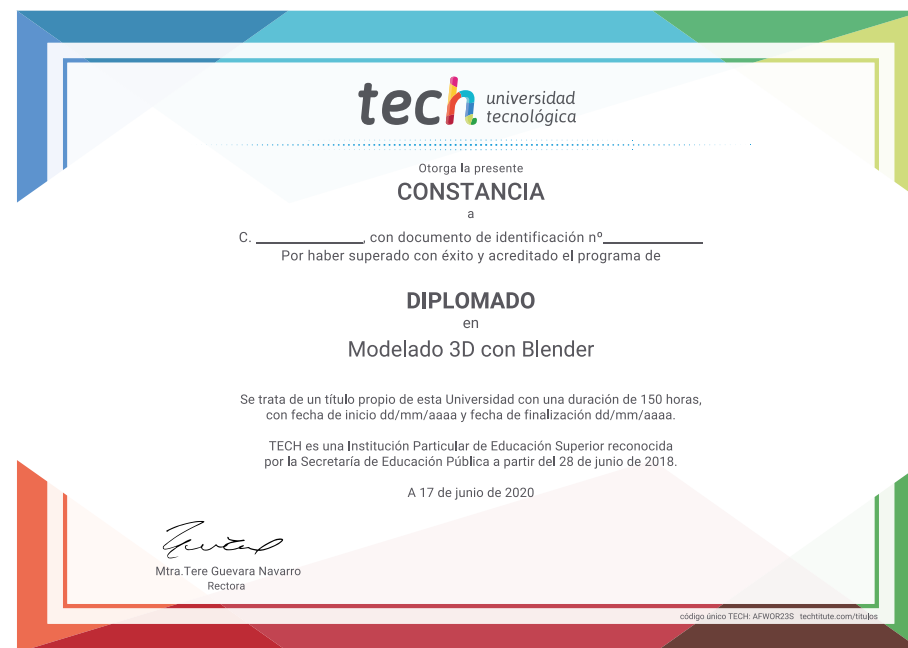 tech universidad
tecnológica
Otorga la presente
CONSTANCIA
a
C. ____________, con documento de identificación nº____________
Por haber superado con éxito y acreditado el programa de
DIPLOMADO
en
Modelado 3D con Blender
Se trata de un título propio de esta Universidad con una duración de 150 horas,
con fecha de inicio dd/mm/aaaa y fecha de finalización dd/mm/aaaa.
TECH es una Institución Particular de Educación Superior reconocida
por la Secretaría de Educación Pública a partir del 28 de junio de 2018.
A 17 de junio de 2020
Mtra.Tere Guevara Navarro
Rectora
código único TECH: AFWOR23S techtitute.com/titulos